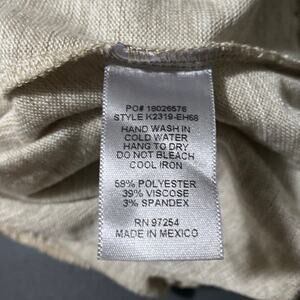 PO# 18026576
STYLE K2319-EH68
HAND WASH IN
COLD WATER
HANG TO DRY
DO NOT BLEACH
COOL IRON
58% POLYESTER
39% VISCOSE
3% SPANDEX
RN 97254
MADE IN MEXICO